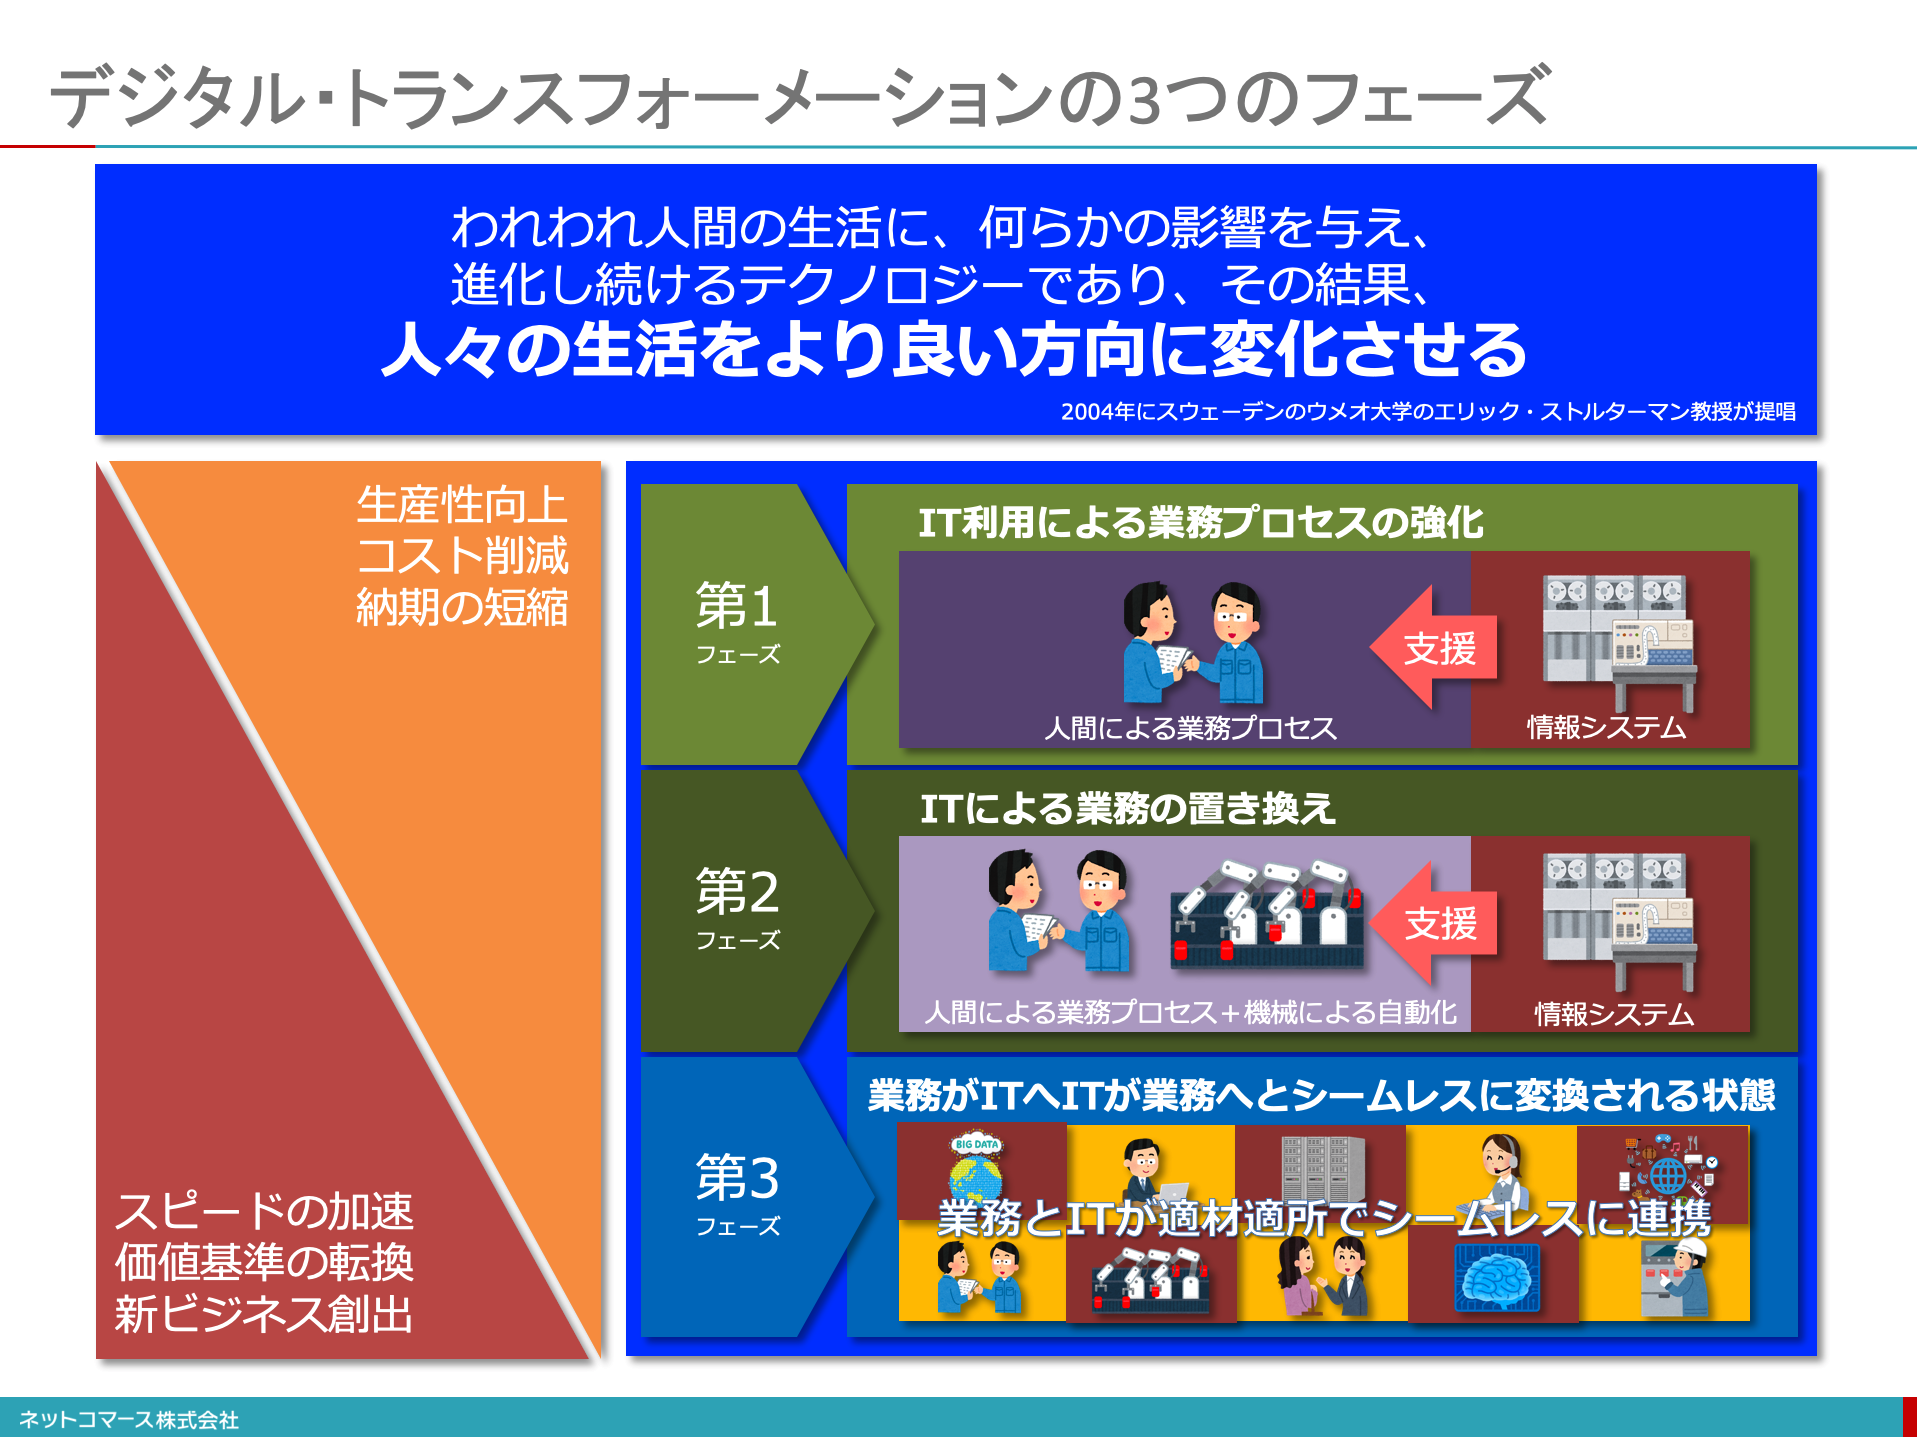 デジタル・トランスフォーメーションの3つのフェーズ
われわれ人間の生活に、何らかの影響を与え、
進化し続けるテクノロジーであり、その結果、
人々の生活をより良い方向に変化させる
2004年にスウェーデンのウメオ大学のエリック・ストルターマン教授が提唱
生産性向上
コスト削減
納期の短縮
スピードの加速
価値基準の転換
新ビジネス創出
第1
フェーズ
IT利用による業務プロセスの強化
支援
人間による業務プロセス
情報システム
第2
フェーズ
ITによる業務の置き換え
支援
人間による業務プロセス＋機械による自動化
情報システム
第3
フェーズ
業務がITへITが業務へとシームレスに変換される状態
BIG DATA
業務とITが適材適所でシームレスに連携
ネットコマース株式会社